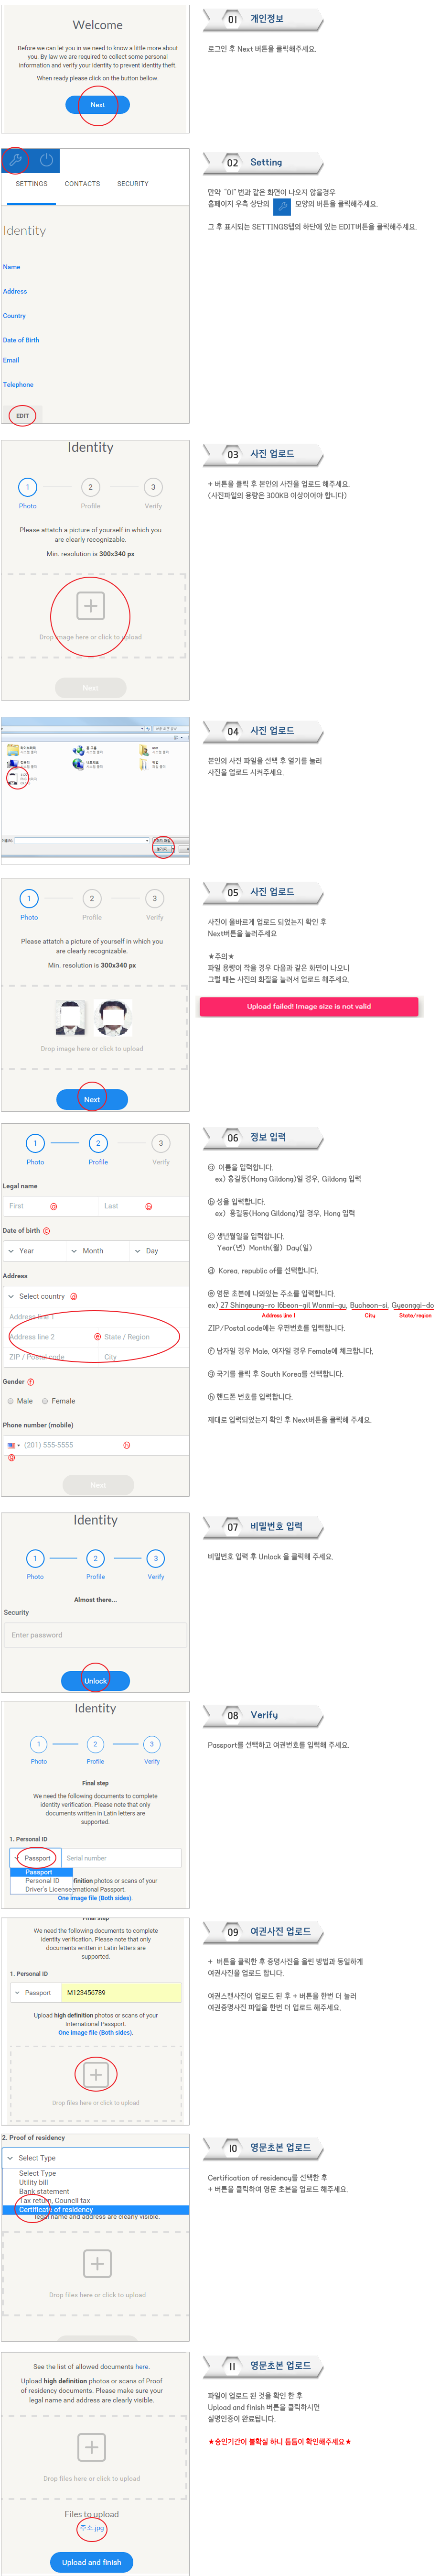 Welcome
Before we can let you in we need to know a little more about
you. By law we are required to collect some personal
information and verify your identity to prevent identity theft.
When ready please click on the button bellow.
Next
01 개인정보
로그인 후 Next 버튼을 클릭해주세요.
SETTINGS CONTACTS SECURITY
Identity
Name
Address
Country
Date of Birth
Email
Telephone
EDIT
02 Setting
만약 "01"번과 같은 화면이 나오지 않을경우
홈페이지 우측 상단의 모양의 버튼을 클릭해주세요.
그 후 표시되는 SETTINGS탭의 하단에 있는 EDIT버튼을 클릭해주세요.
Identity
1 2 3
Photo Profile Verify
Please attatch a picture of yourself in which you
are clearly recognizable.
Min. resolution is 300x340 px
Drop image here or click to upload
Next
03 사진 업로드
+ 버튼을 클릭 후 본인의 사진을 업로드 해주세요.
(사진파일의 용량은 300KB 이상이어야 합니다)
04 사진 업로드
본인의 사진 파일을 선택 후 열기를 눌러
사진을 업로드 시켜주세요.
1 2 3
Photo Profile Verify
Please attatch a picture of yourself in which you
are clearly recognizable.
Min. resolution is 300x340 px
Drop image here or click to upload
Next
05 사진 업로드
사진이 올바르게 업로드 되었는지 확인 후
Next버튼을 눌러주세요
★주의★
파일 용량이 작을 경우 다음과 같은 화면이 나오니
그럴 떄는 사진의 화질을 늘려서 업로드 해주세요.
Upload failed! Image size is not valid
1 2 3
Photo Profile Verify
Legal name
First ⓐ Last ⓑ
Date of birth ⓒ
Year Month Day
Address
Select country ⓓ
Address line 1
Address line 2 ⓔ State / Region
ZIP / Postal code City
Gender ⓕ
Male Female
Phone number (mobile)
(201) 555-5555 ⓗ
ⓖ
Next
06 정보 입력
ⓐ 이름을 입력합니다.
ex) 홍길동(Hong Gildong)일 경우, Gildong 입력
ⓑ 성을 입력합니다.
ex) 홍길동(Hong Gildong)일 경우, Hong 입력
ⓒ 생년월일을 입력합니다.
Year(년) Month(월) Day(일)
ⓓ Korea, republic of를 선택합니다.
ⓔ 영문 초본에 나와있는 주소를 입력합니다.
ex) 27 Shingeung-ro 16beon-gil Wonmi-gu, Bucheon-si, Gyeonggi-do
Address line 1 City State/region
ZIP/Postal code에는 우편번호를 입력합니다.
ⓕ 남자일 경우 Male, 여자일 경우 Female에 체크합니다.
ⓖ 국기를 클릭 후 South Korea를 선택합니다.
ⓗ 핸드폰 번호를 입력합니다.
제대로 입력되었는지 확인 후 Next버튼을 클릭해 주세요.
Identity
1 2 3
Photo Profile Verify
Almost there...
Security
Enter password
Unlock
07 비밀번호 입력
비밀번호 입력 후 Unlock 을 클릭해 주세요.
Identity
1 2 3
Photo Profile Verify
Final step
We need the following documents to complete
identity verification. Please note that only
documents written in Latin letters are
supported.
1. Personal ID
Passport Serial number
Passport
Personal ID finition photos or scans of your
Driver's License rnational Passport.
One image file (Both sides).
08 Verify
Passport를 선택하고 여권번호를 입력해 주세요.
Final step
We need the following documents to complete
identity verification. Please note that only
documents written in Latin letters are
supported.
1. Personal ID
Passport M123456789
Upload high definition photos or scans of your
International Passport.
One image file (Both sides).
Drop files here or click to upload
09 여권사진 업로드
+ 버튼을 클릭한 후 증명사진을 올린 방법과 동일하게
여권사진을 업로드 합니다.
여권스캔사진이 업로드 된 후 + 버튼을 한번 더 눌러
여권증명사진 파일을 한번 더 업로드 해주세요.
2. Proof of residency
Select Type
Select Type
Utility bill
Bank statement
Tax return, Council tax
Certificate of residency
legal name and address are clearly visible.
Drop files here or click to upload
10 영문초본 업로드
Certification of residency를 선택한 후
+ 버튼을 클릭하여 영문 초본을 업로드 해주세요.
See the list of allowed documents here.
Upload high definition photos or scans of Proof
of residency documents. Please make sure your
legal name and address are clearly visible.
Drop files here or click to upload
Files to upload
주소.jpg
Upload and finish
11 영문초본 업로드
파일이 업로드 된 것을 확인 한 후
Uplood and finish 버튼을 클릭하시면
실명인증이 완료됩니다.
★승인기간이 불확실 하니 틈틈이 확인해주세요★